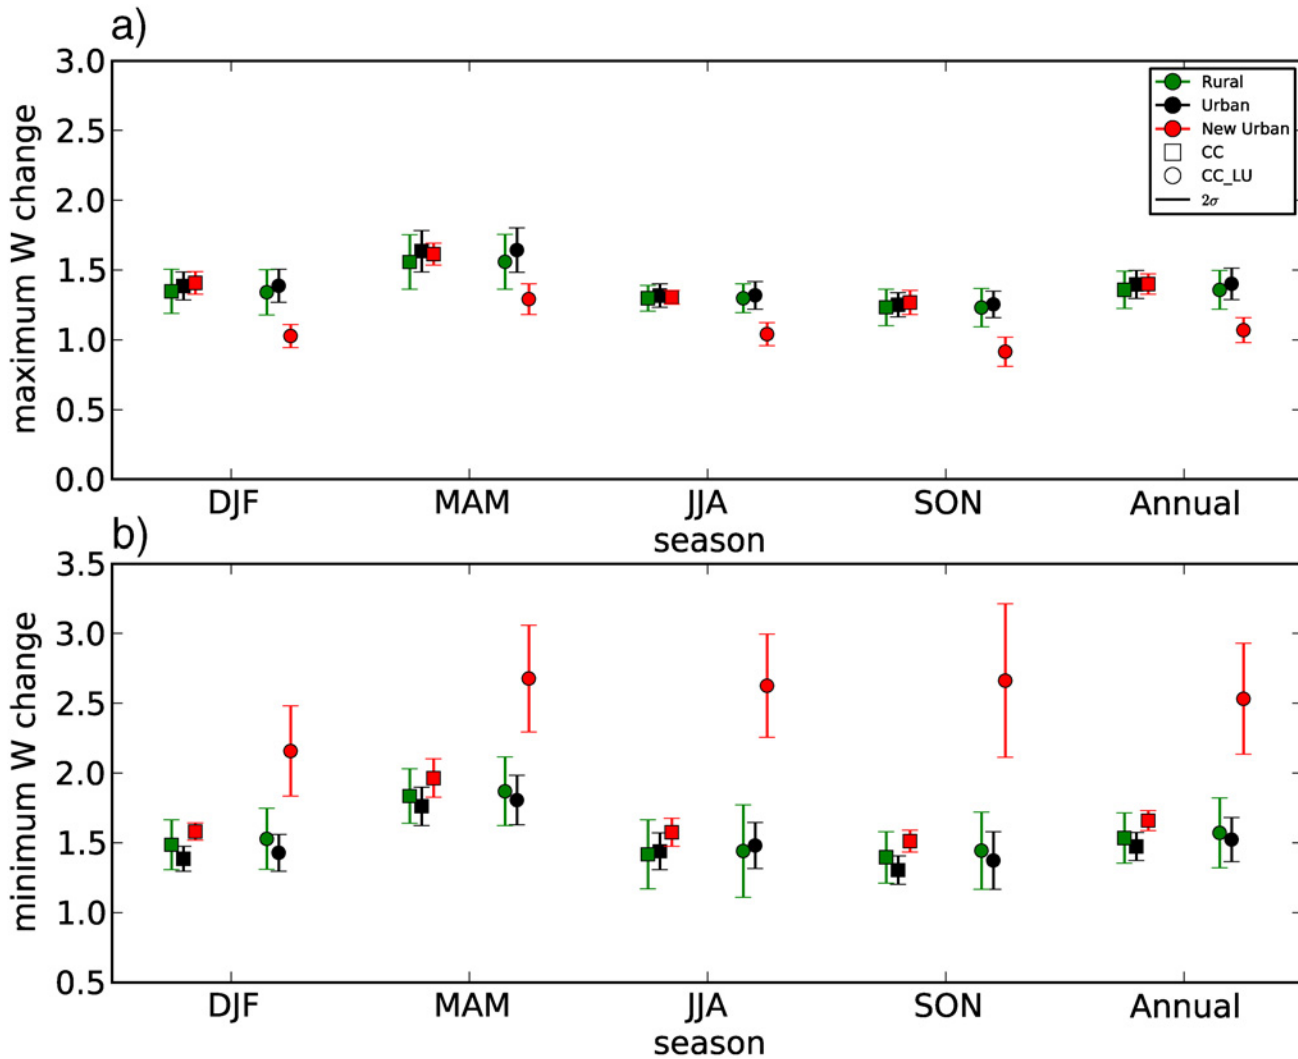 a)
maximum W change
3.0
2.5
2.0
1.5
1.0
0.5
0.0
Rural
Urban
New Urban
CC
CC_LU
2σ
DJF MAM JJA SON Annual
season
b)
minimum W change
3.5
3.0
2.5
2.0
1.5
1.0
0.5
DJF MAM JJA SON Annual
season